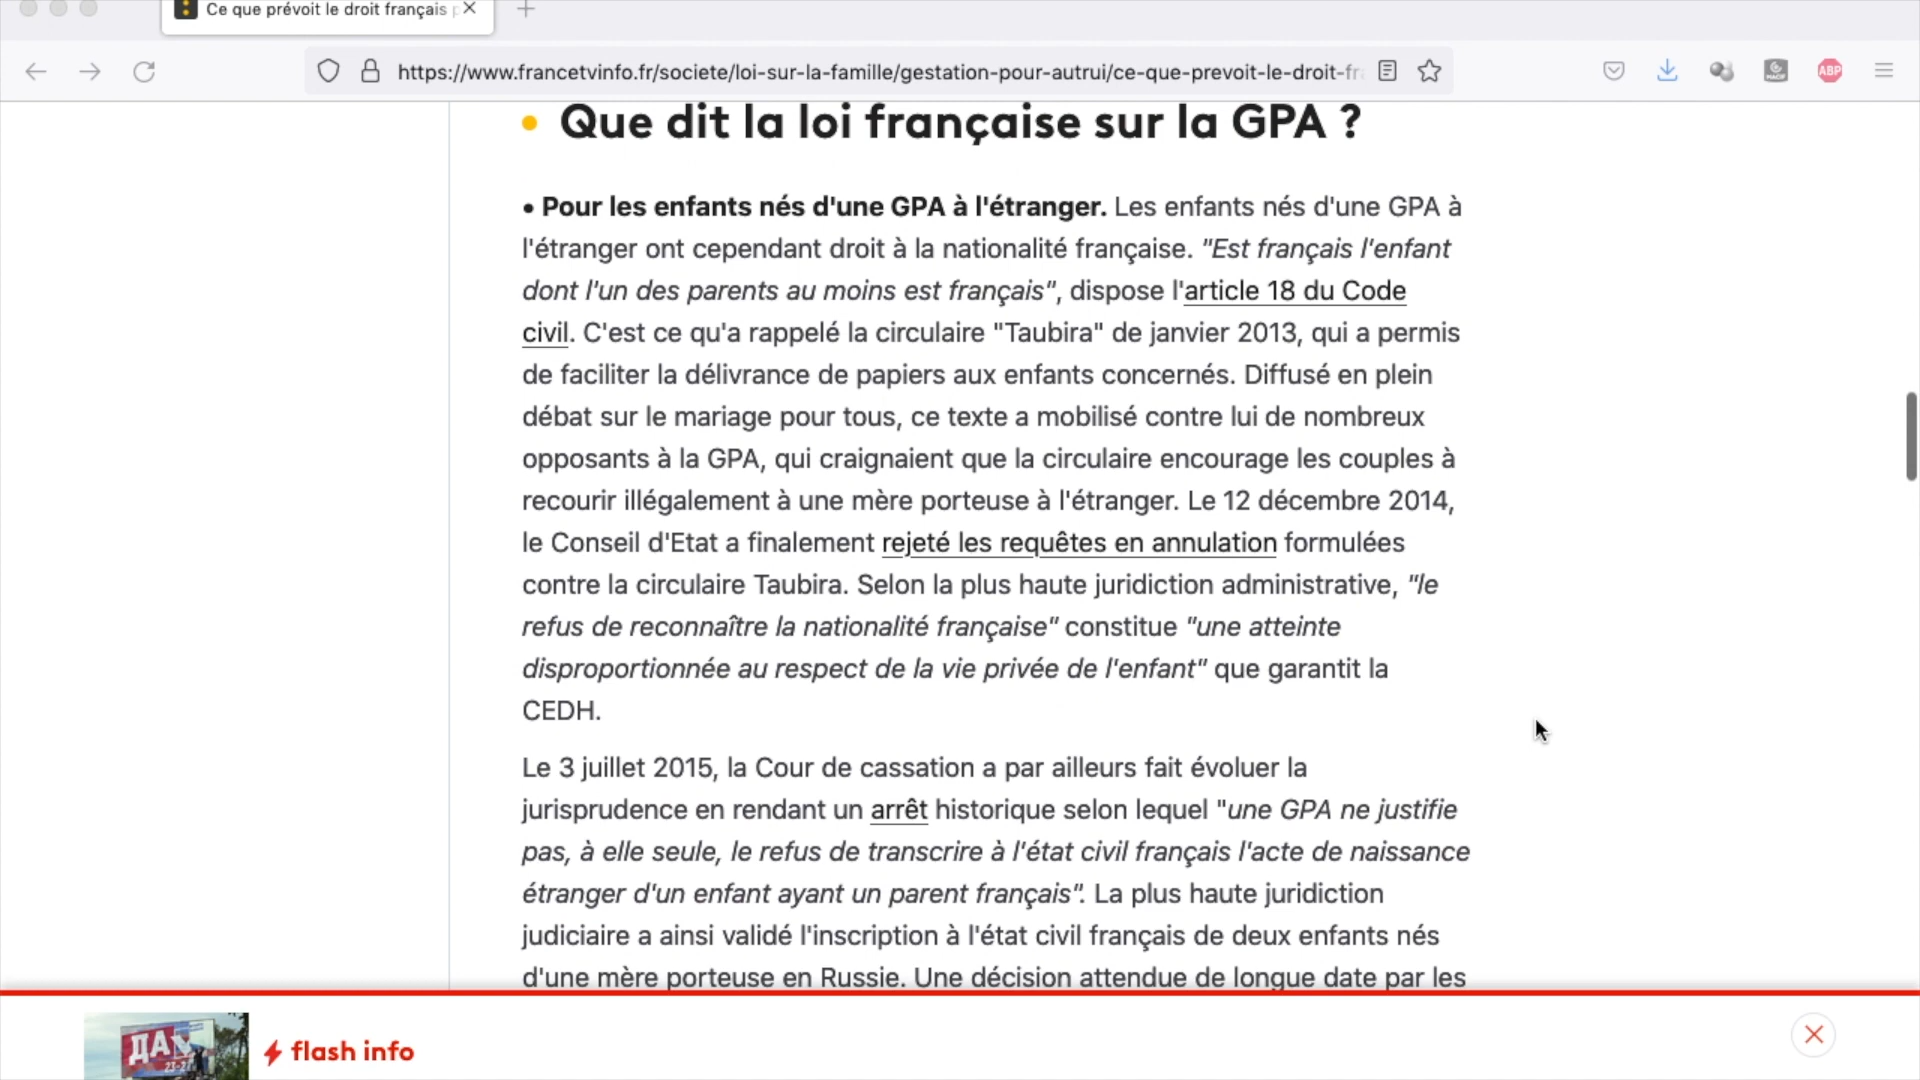 Ce que prévoit le droit français p
https://www.francetvinfo.fr/societe/loi-sur-la-famille/gestation-pour-autrui/ce-que-prevoit-le-droit-fra
ABP
Que dit la loi française sur la GPA ?
• Pour les enfants nés d'une GPA à l'étranger. Les enfants nés d'une GPA à
l'étranger ont cependant droit à la nationalité française. "Est français l'enfant
dont l'un des parents au moins est français", dispose l'article 18 du Code
civil. C'est ce qu'a rappelé la circulaire "Taubira" de janvier 2013, qui a permis
de faciliter la délivrance de papiers aux enfants concernés. Diffusé en plein
débat sur le mariage pour tous, ce texte a mobilisé contre lui de nombreux
opposants à la GPA, qui craignaient que la circulaire encourage les couples à
recourir illégalement à une mère porteuse à l'étranger. Le 12 décembre 2014,
le Conseil d'Etat a finalement rejeté les requêtes en annulation formulées
contre la circulaire Taubira. Selon la plus haute juridiction administrative, "le
refus de reconnaître la nationalité française" constitue "une atteinte
disproportionnée au respect de la vie privée de l'enfant" que garantit la
CEDH.
Le 3 juillet 2015, la Cour de cassation a par ailleurs fait évoluer la
jurisprudence en rendant un arrêt historique selon lequel "une GPA ne justifie
pas, à elle seule, le refus de transcrire à l'état civil français l'acte de naissance
étranger d'un enfant ayant un parent français". La plus haute juridiction
judiciaire a ainsi validé l'inscription à l'état civil français de deux enfants nés
d'une mère porteuse en Russie. Une décision attendue de longue date par les
ДА
flash info